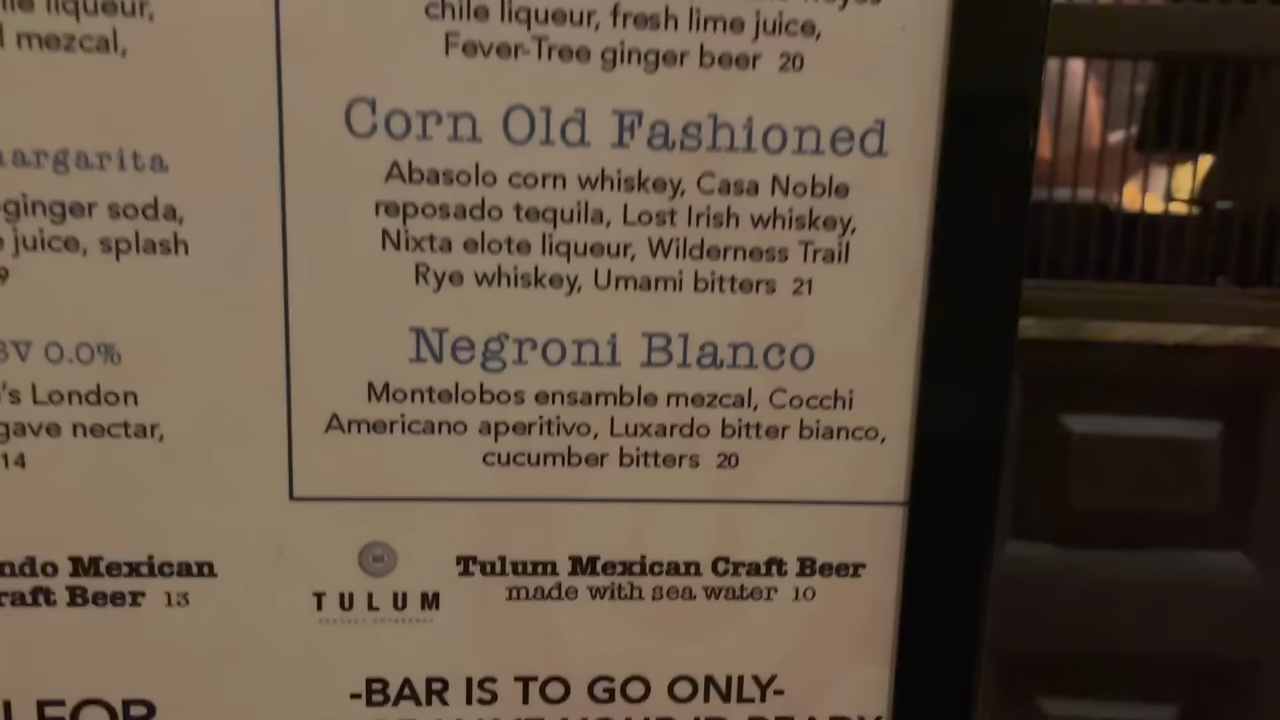 liqueur,
mezcal,
margarita
ginger soda,
juice, splash
9
0.0%
's London
agave nectar,
14
Mexican
Craft Beer 13
chile liqueur, fresh lime juice,
Fever-Tree ginger beer 20
Corn Old Fashioned
Abasolo corn whiskey, Casa Noble
reposado tequila, Lost Irish whiskey,
Nixta elote liqueur, Wilderness Trail
Rye whiskey, Umami bitters 21
Negroni Blanco
Montelobos ensamble mezcal, Cocchi
Americano aperitivo, Luxardo bitter bianco,
cucumber bitters 20
TULUM
Tulum Mexican Craft Beer
made with sea water 10
-BAR IS TO GO ONLY-